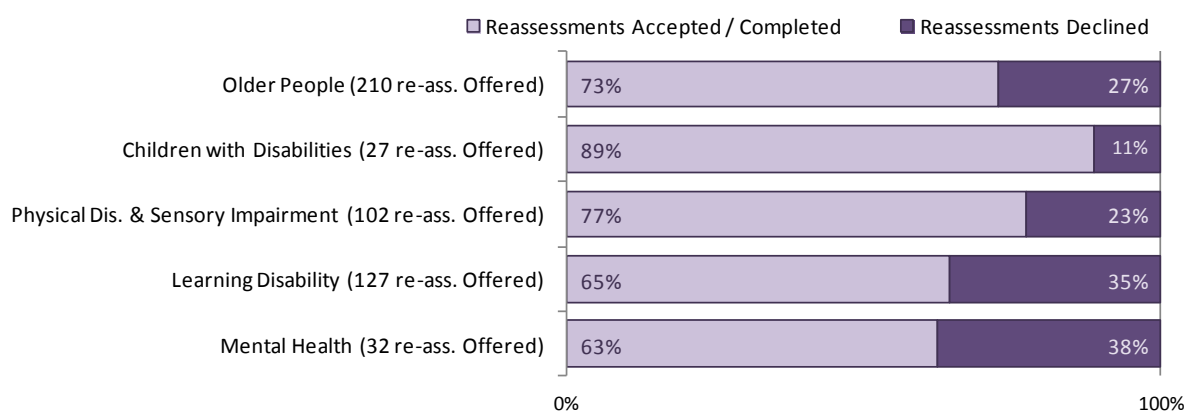 Reassessments Accepted / Completed Reassessments Declined
Older People (210 re-ass. Offered) 73% 27%
Children with Disabilities (27 re-ass. Offered) 89% 11%
Physical Dis. & Sensory Impairment (102 re-ass. Offered) 77% 23%
Learning Disability (127 re-ass. Offered) 65% 35%
Mental Health (32 re-ass. Offered) 63% 38%
0% 100%